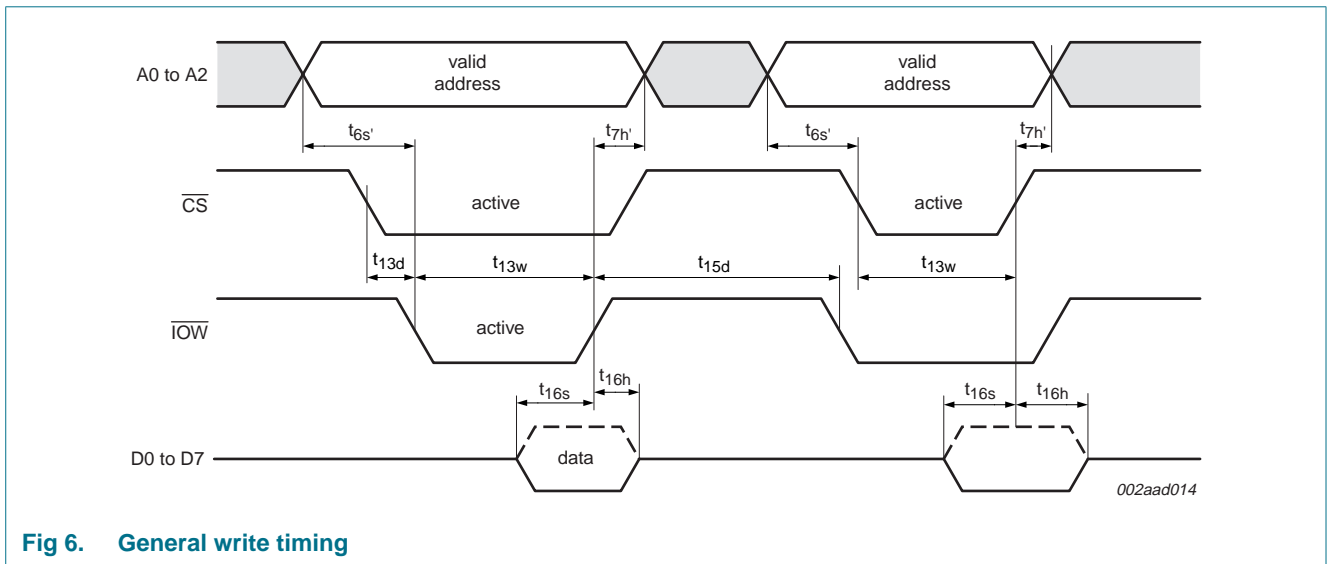 A0 to A2
valid
address
valid
address
t6s'
t7h'
t6s'
t7h'
CS
active
active
t13d
t13w
t15d
t13w
IOW
active
t16s
t16h
t16s
t16h
D0 to D7
data
002aad014
Fig 6. General write timing